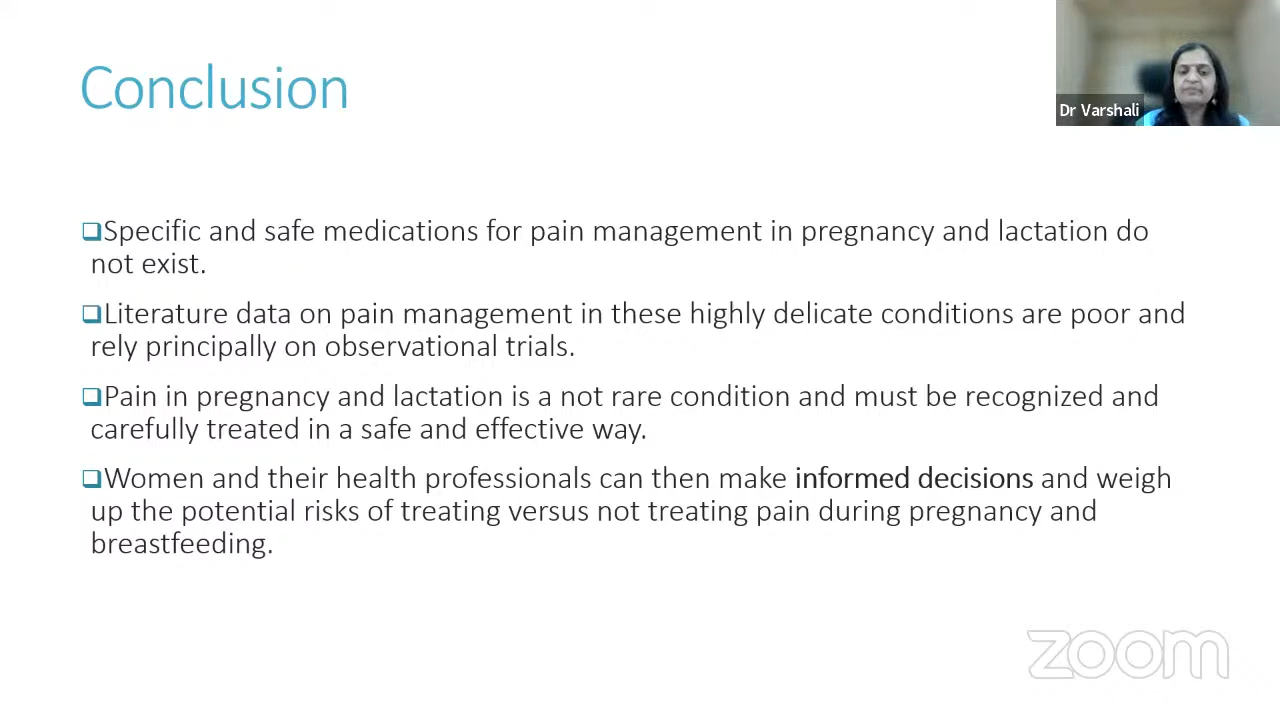 Conclusion
Dr Varshali
❑Specific and safe medications for pain management in pregnancy and lactation do
not exist.
❑Literature data on pain management in these highly delicate conditions are poor and
rely principally on observational trials.
❑Pain in pregnancy and lactation is a not rare condition and must be recognized and
carefully treated in a safe and effective way.
❑Women and their health professionals can then make informed decisions and weigh
up the potential risks of treating versus not treating pain during pregnancy and
breastfeeding.
zoom